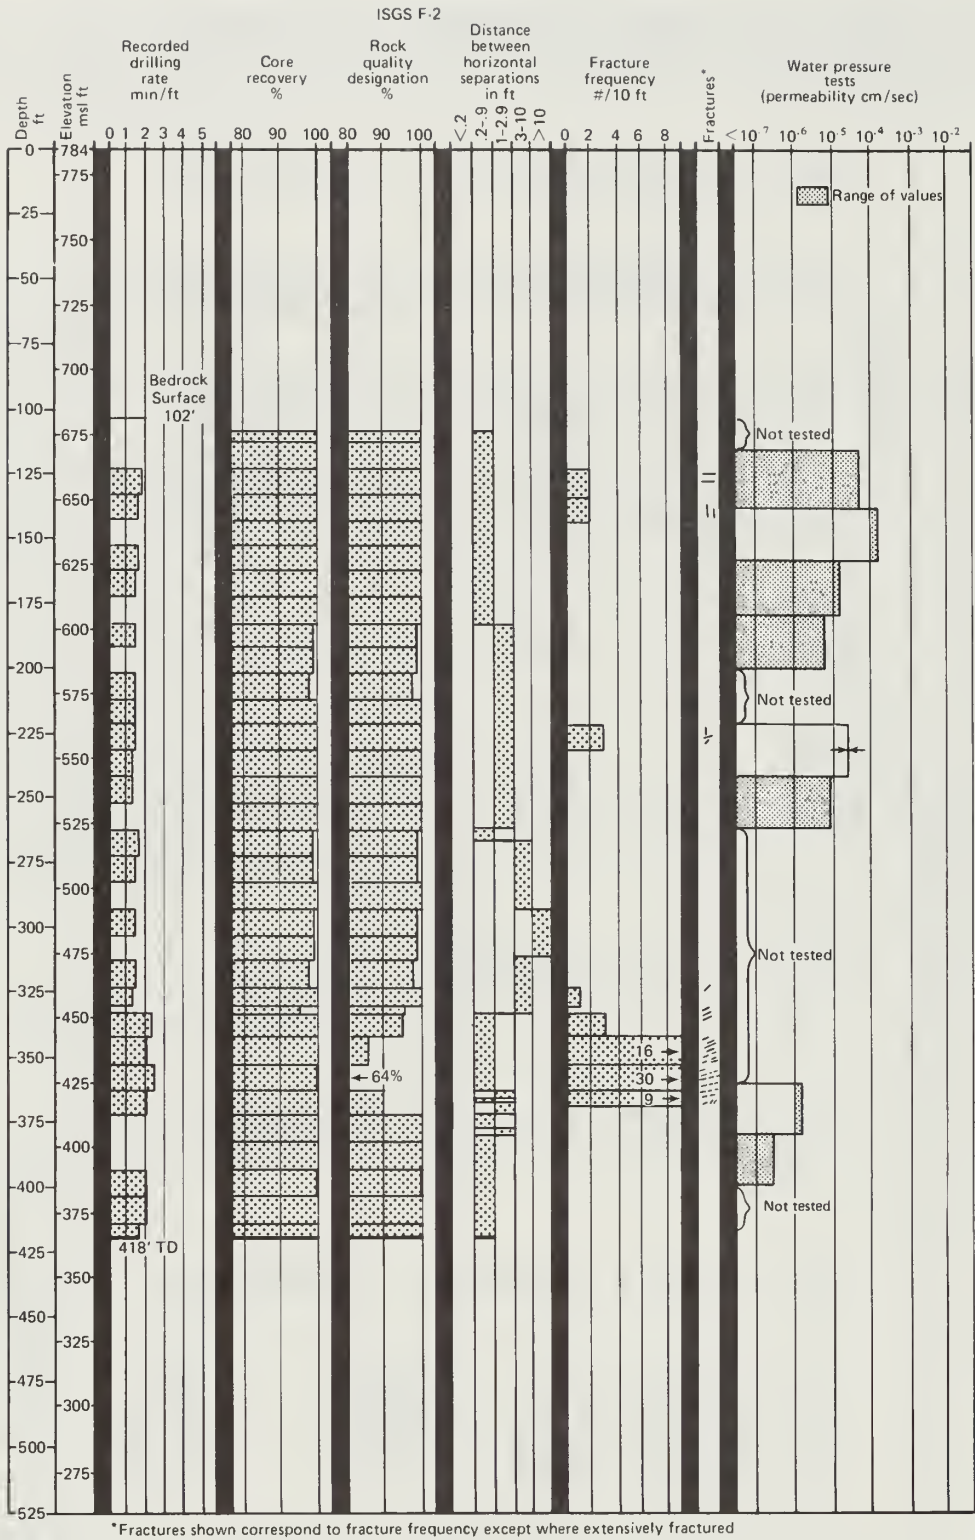 ISGS F-2
Depth
ft
Elevation
msl ft
Recorded
drilling
rate
min/ft
Core
recovery
%
Rock
quality
designation
%
Distance
between
horizontal
separations
in ft
Fracture
frequency
#/10 ft
Fractures*
Water pressure
tests
(permeability cm/sec)
0 1 2 3 4 5
80 90 100
80 90 100
<.2
.2-.9
1-2.9
3-10
>10
0 2 4 6 8
<10-7 10-6 10-5 10-4 10-3 10-2
0
25
50
75
100
125
150
175
200
225
250
275
300
325
350
375
400
425
450
475
500
525
784
775
750
725
700
675
650
625
600
575
550
525
500
475
450
425
400
375
350
325
300
275
Range of values
Bedrock
Surface
102'
Not tested
Not tested
Not tested
16
64%
30
9
Not tested
418' TD
*Fractures shown correspond to fracture frequency except where extensively fractured